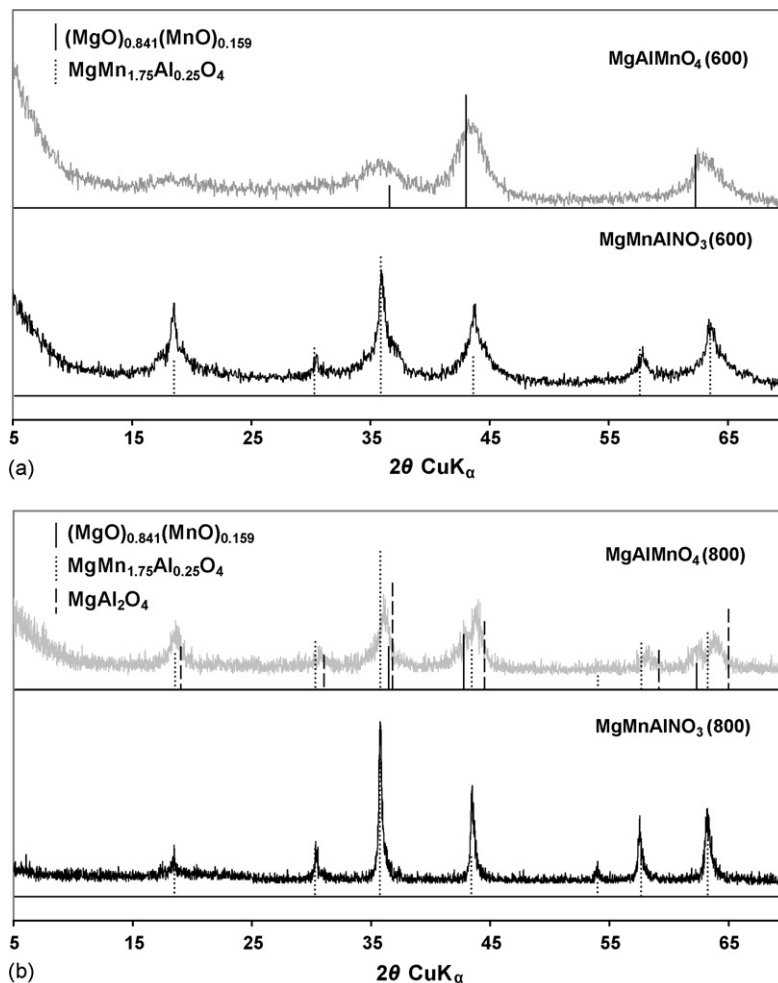 (MgO)0.841(MnO)0.159
MgMn1.75Al0.25O4
MgAlMnO4(600)
MgMnAlNO3(600)
5 15 25 35 45 55 65
(a)
2θ CuKα
(MgO)0.841(MnO)0.159
MgMn1.75Al0.25O4
MgAl2O4
MgAlMnO4(800)
MgMnAlNO3(800)
5 15 25 35 45 55 65
(b)
2θ CuKα